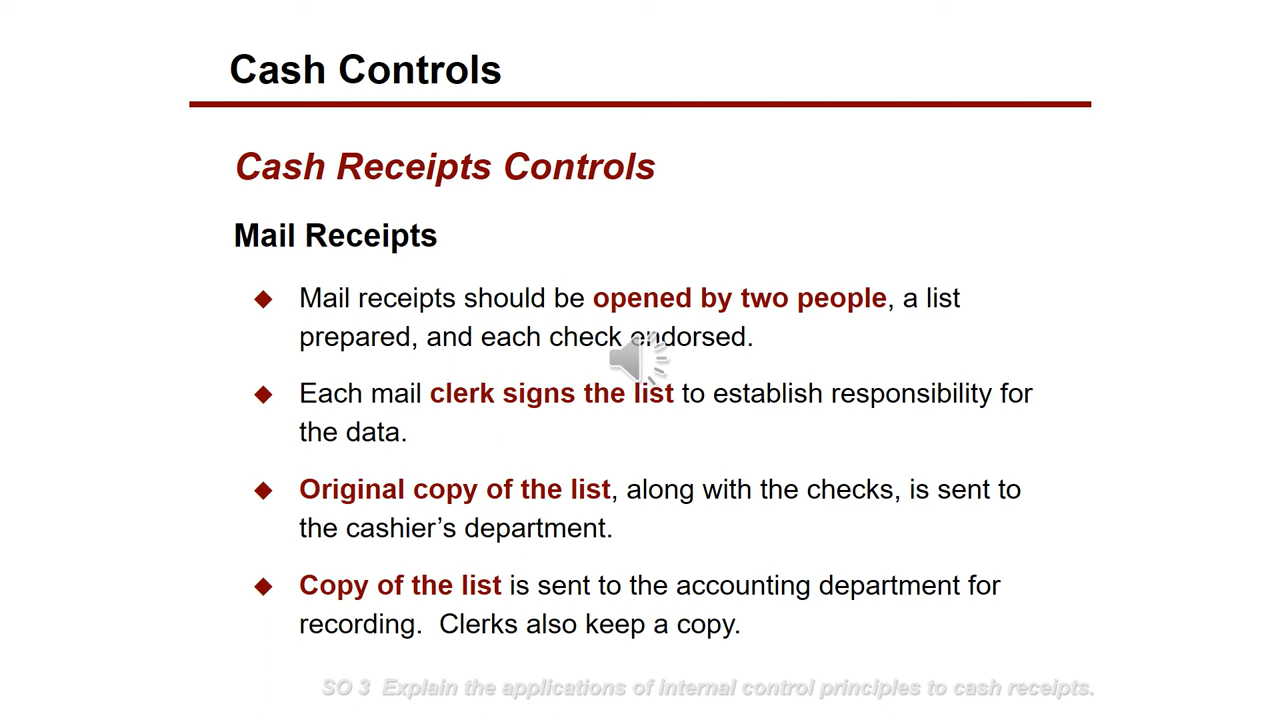 Cash Controls
Cash Receipts Controls
Mail Receipts
Mail receipts should be opened by two people, a list
prepared, and each check endorsed.
Each mail clerk signs the list to establish responsibility for
the data.
Original copy of the list, along with the checks, is sent to
the cashier’s department.
Copy of the list is sent to the accounting department for
recording.  Clerks also keep a copy.
SO 3  Explain the applications of internal control principles to cash receipts.